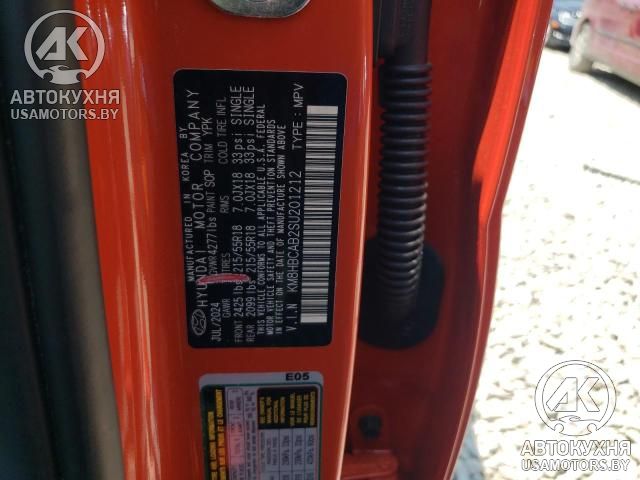 АВТОКУХНЯ
USAMOTORS.BY
MANUFACTURED IN KOREA BY
HYUNDAI MOTOR COMPANY
JUL/2024 GVWR 4277lbs PAINT SOP TRIM YPK
GAWR TIRES RIMS COLD TIRE INFL
FRONT 2425lbs 215/55R18 7.0JX18 33psi SINGLE
REAR 2099lbs 215/55R18 7.0JX18 33psi SINGLE
THIS VEHICLE CONFORMS TO ALL APPLICABLE U.S.A. FEDERAL
MOTOR VEHICLE SAFETY AND THEFT PREVENTION STANDARDS
IN EFFECT ON THE DATE OF MANUFACTURE SHOWN ABOVE
V.I.N KM8HBCAB2SU201212 TYPE : MPV
E05
АВТОКУХНЯ
USAMOTORS.BY